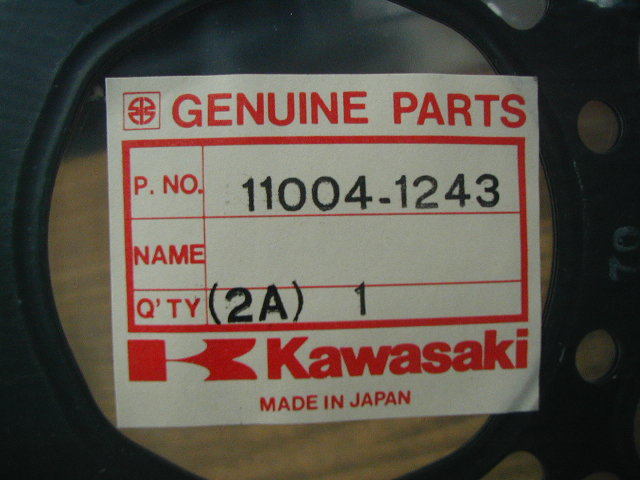 GENUINE PARTS
P. NO. 11004-1243
NAME
Q'TY (2A) 1
Kawasaki
MADE IN JAPAN